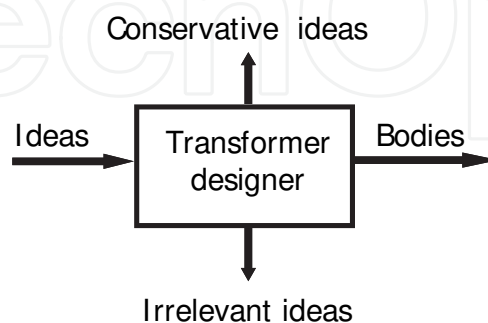 Conservative ideas
Ideas
Transformer
designer
Bodies
Irrelevant ideas